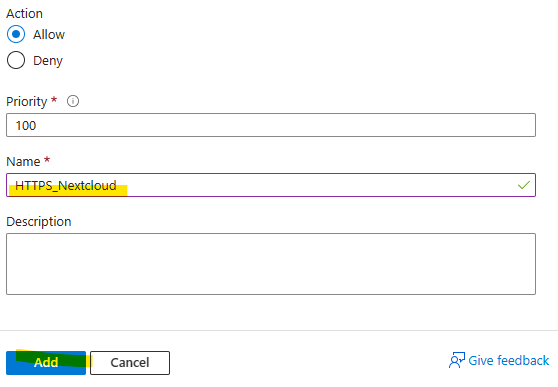 Action
Allow
Deny
Priority *
100
Name *
HTTPS_Nextcloud
Description
Add Cancel Give feedback